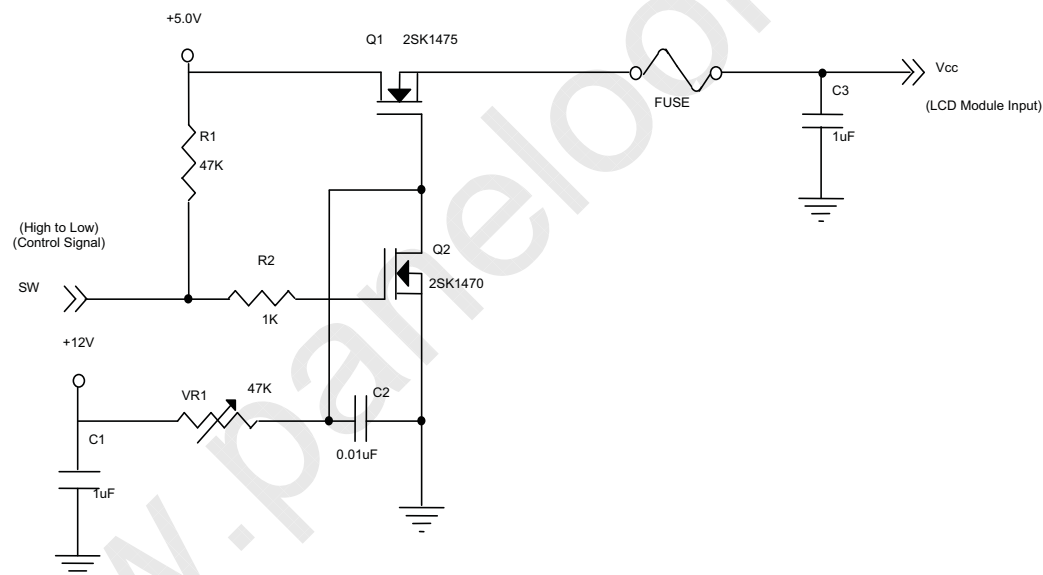 +5.0V
Q1 2SK1475
FUSE
Vcc
(LCD Module Input)
C3
1uF
R1
47K
(High to Low)
(Control Signal)
SW
R2
1K
Q2
2SK1470
+12V
VR1
47K
C2
0.01uF
C1
1uF
w.paneloo